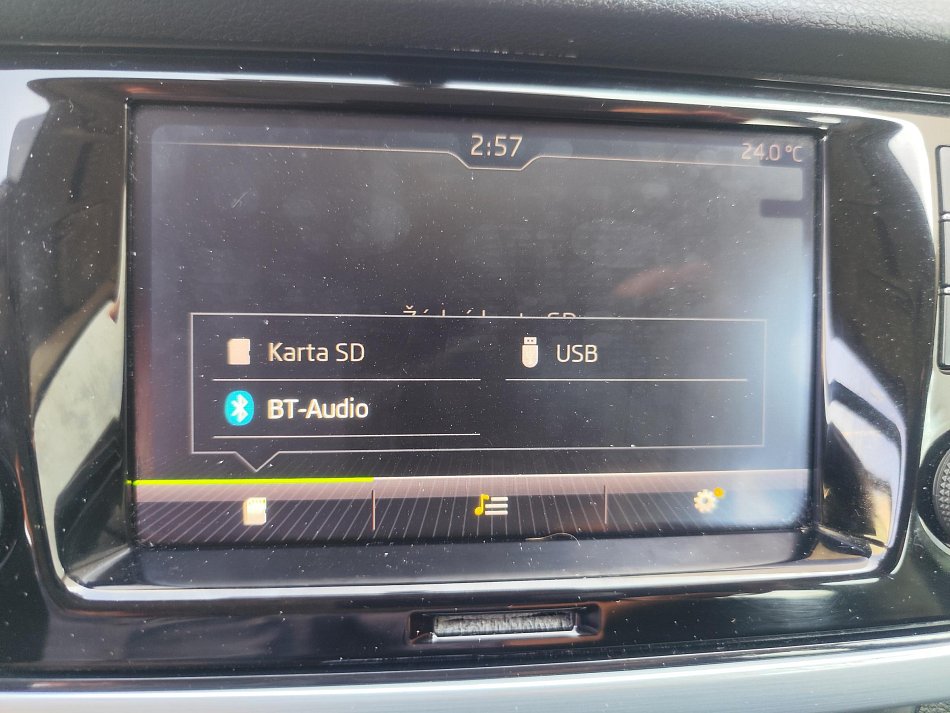 2:57
24.0 °C
Karta SD
USB
BT-Audio